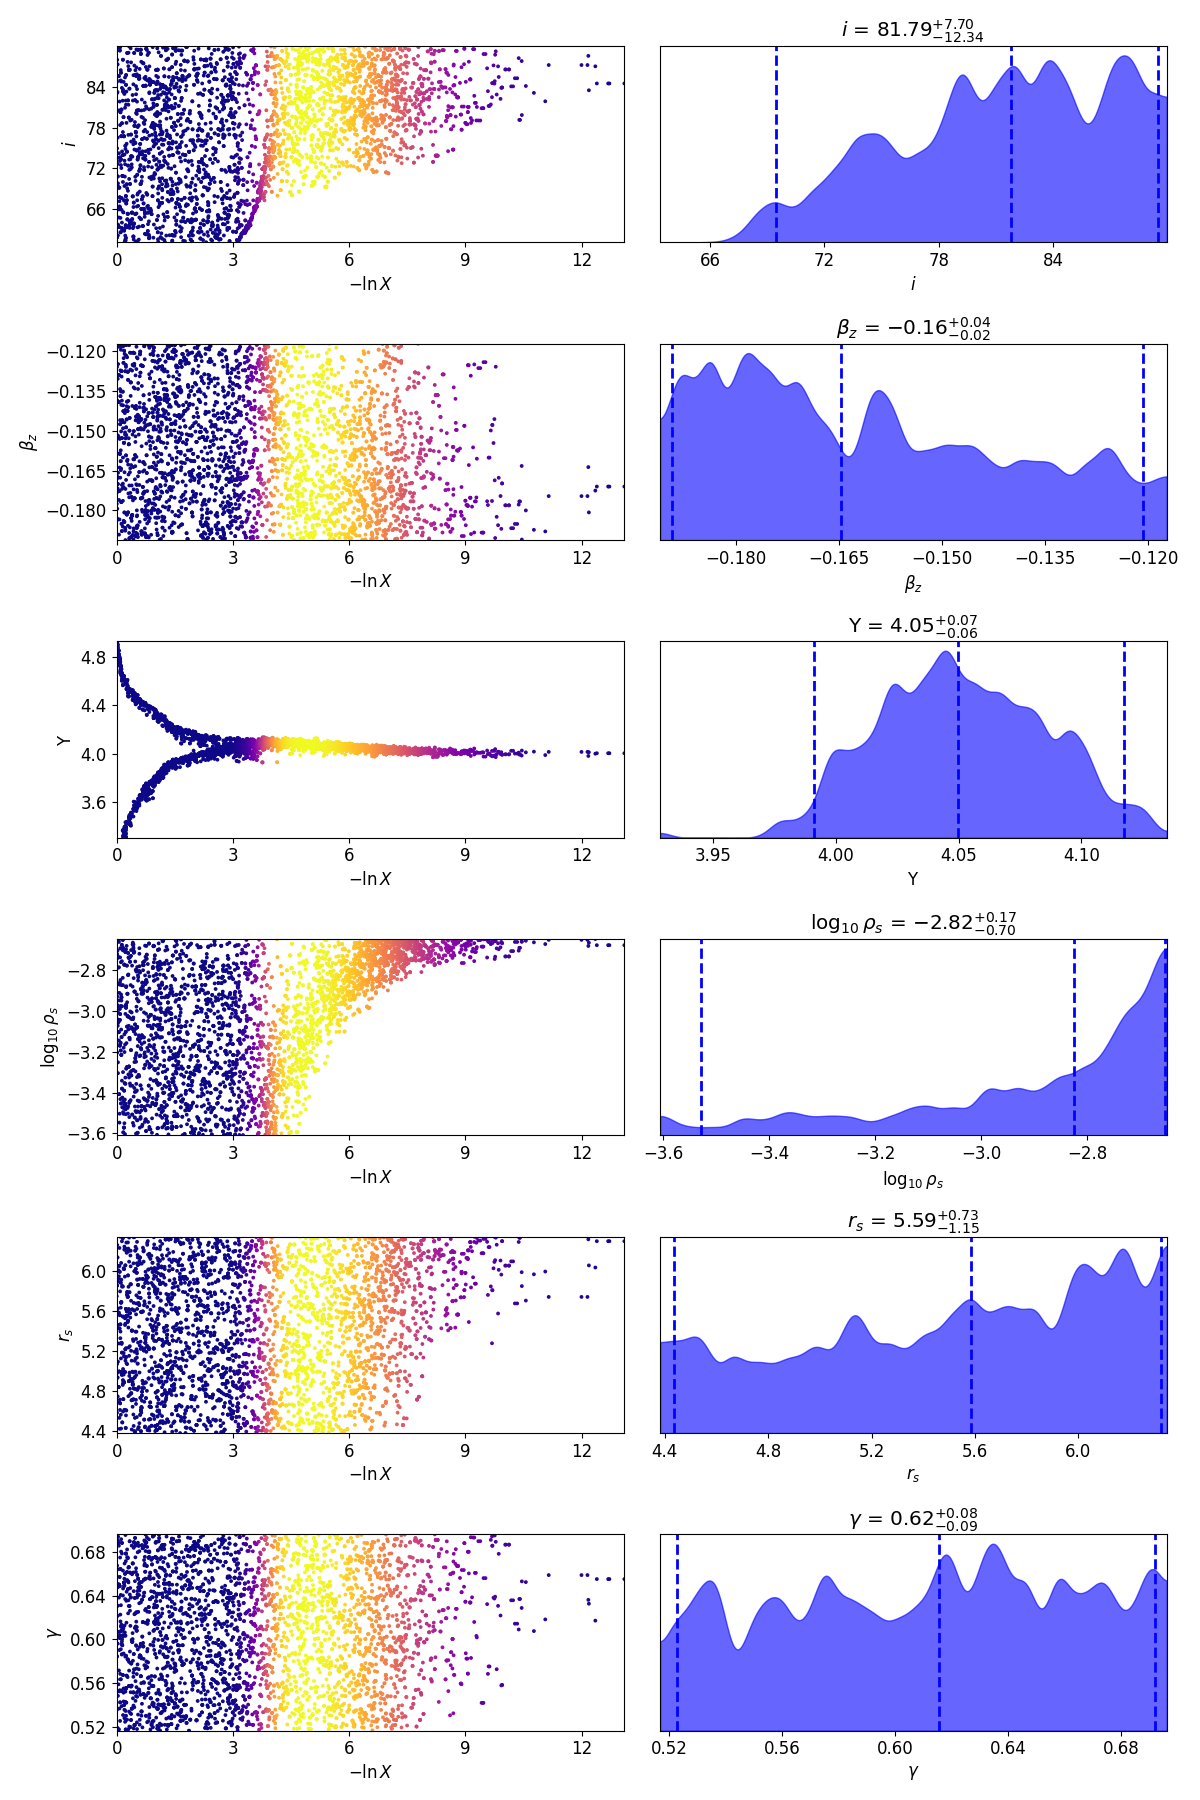 i = 81.79 +7.70 −12.34
84
78
72
66
i
0 3 6 9 12
−ln X
66 72 78 84
i
β_z = −0.16 +0.04 −0.02
−0.120
−0.135
−0.150
−0.165
−0.180
β_z
0 3 6 9 12
−ln X
−0.180 −0.165 −0.150 −0.135 −0.120
β_z
Y = 4.05 +0.07 −0.06
4.8
4.4
4.0
3.6
Y
0 3 6 9 12
−ln X
3.95 4.00 4.05 4.10
Y
log₁₀ ρ_s = −2.82 +0.17 −0.70
−2.8
−3.0
−3.2
−3.4
−3.6
log₁₀ ρ_s
0 3 6 9 12
−ln X
−3.6 −3.4 −3.2 −3.0 −2.8
log₁₀ ρ_s
r_s = 5.59 +0.73 −1.15
6.0
5.6
5.2
4.8
4.4
r_s
0 3 6 9 12
−ln X
4.4 4.8 5.2 5.6 6.0
r_s
γ = 0.62 +0.08 −0.09
0.68
0.64
0.60
0.56
0.52
γ
0 3 6 9 12
−ln X
0.52 0.56 0.60 0.64 0.68
γ